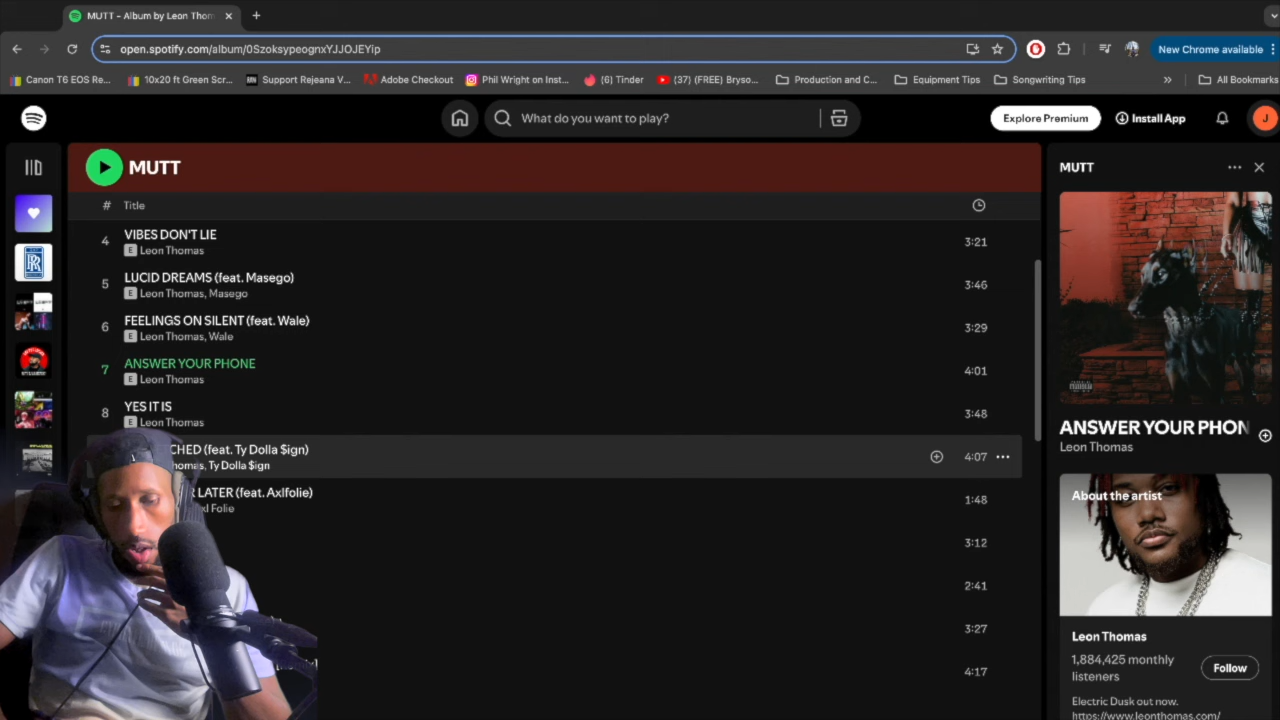 MUTT - Album by Leon Thom
open.spotify.com/album/0SzoksypeognxYJJOJEYip
New Chrome available
Canon T6 EOS Re...
10x20 ft Green Scr...
Support Rejeana V...
Adobe Checkout
Phil Wright on Inst...
(6) Tinder
(37) (FREE) Bryso...
Production and C...
Equipment Tips
Songwriting Tips
All Bookmarks
What do you want to play?
Explore Premium
Install App
J
MUTT
# Title
4 VIBES DON'T LIE
E Leon Thomas
3:21
5 LUCID DREAMS (feat. Masego)
E Leon Thomas, Masego
3:46
6 FEELINGS ON SILENT (feat. Wale)
E Leon Thomas, Wale
3:29
7 ANSWER YOUR PHONE
E Leon Thomas
4:01
8 YES IT IS
E Leon Thomas
3:48
CHED (feat. Ty Dolla $ign)
homas, Ty Dolla $ign
4:07
LATER (feat. Axlfolie)
xl Folie
1:48
3:12
2:41
3:27
4:17
MUTT
ANSWER YOUR PHON
Leon Thomas
About the artist
Leon Thomas
1,884,425 monthly
listeners
Follow
Electric Dusk out now.
https://www.leonthomas.com/